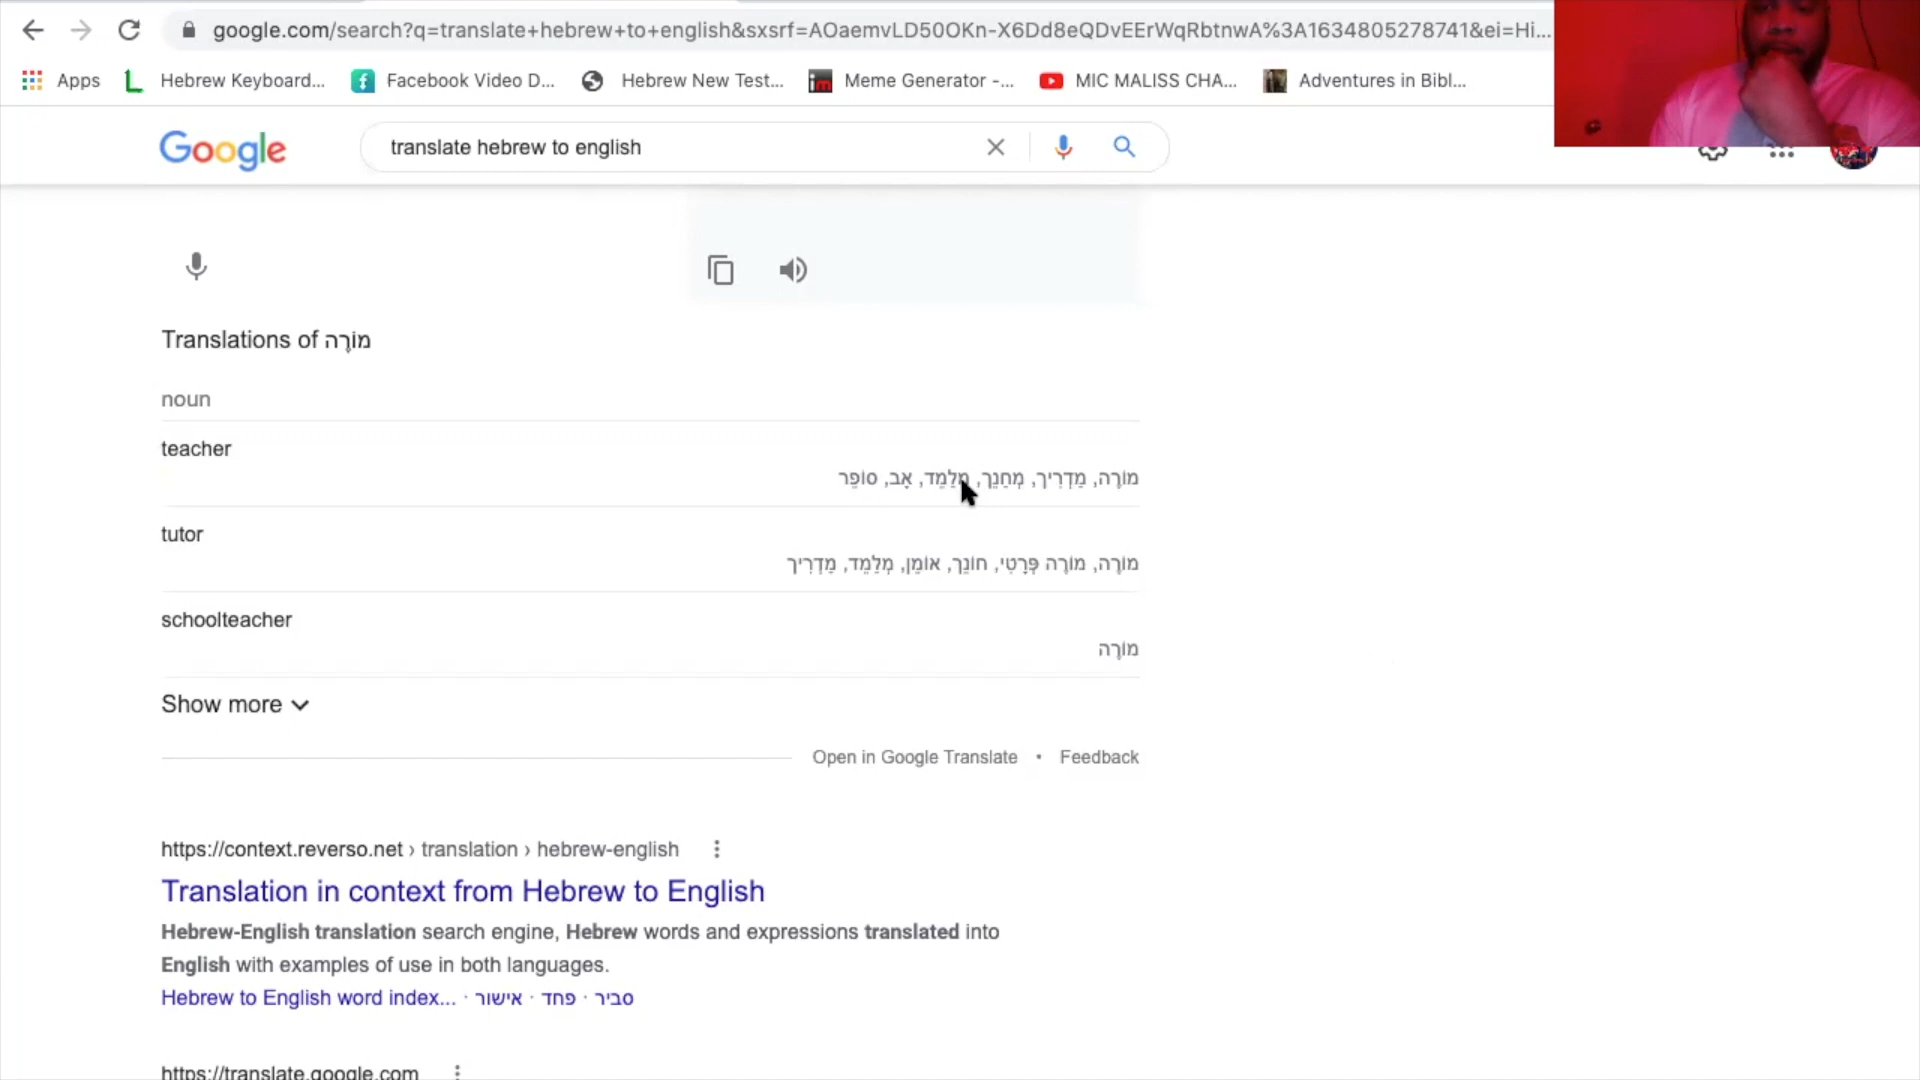 google.com/search?q=translate+hebrew+to+english&sxsrf=AOaemvLD50OKn-X6Dd8eQDvEErWqRbtnwA%3A1634805278741&ei=Hi...
Apps Hebrew Keyboard... Facebook Video D... Hebrew New Test... Meme Generator -... MIC MALISS CHA... Adventures in Bibl...
Google translate hebrew to english
Translations of מוֹרֶה
noun
teacher
מוֹרֶה, מַדְרִיך, מְחַנֵך, מְלַמֵד, אָב, סוֹפֵר
tutor
מוֹרֶה, מוֹרֶה פְּרָטִי, חוֹנֵך, אוֹמֵן, מְלַמֵד, מַדְרִיך
schoolteacher
מוֹרֶה
Show more
Open in Google Translate • Feedback
https://context.reverso.net › translation › hebrew-english
Translation in context from Hebrew to English
Hebrew-English translation search engine, Hebrew words and expressions translated into
English with examples of use in both languages.
Hebrew to English word index... · אישור · פחד · סביר
https://translate.google.com